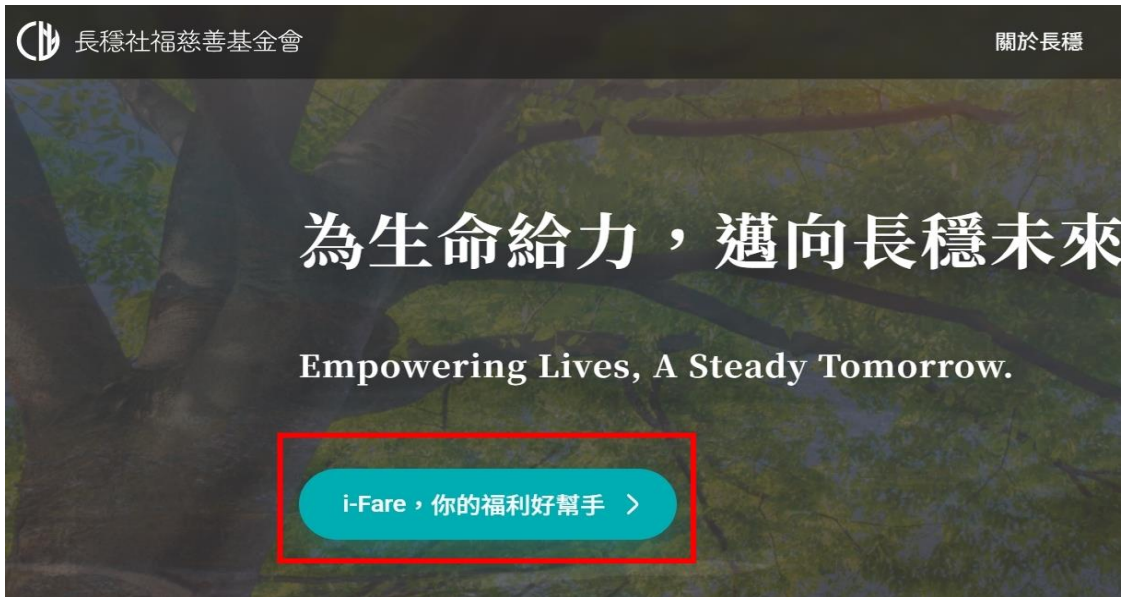 長穩社福慈善基金會
關於長穩
為生命給力，邁向長穩未來
Empowering Lives, A Steady Tomorrow.
i-Fare，你的福利好幫手